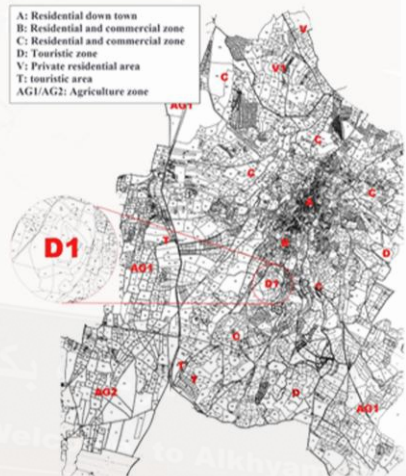 A: Residential down town
B: Residential and commercial zone
C: Residential and commercial zone
D: Touristic zone
V: Private residential area
T: touristic area
AG1/AG2: Agriculture zone
V
V1
C
AG1
C
C
C
A
B
D
T
D1
AG1
D?
C
D
T
T
AG2
D
AG1
Welcome to Alkhyam